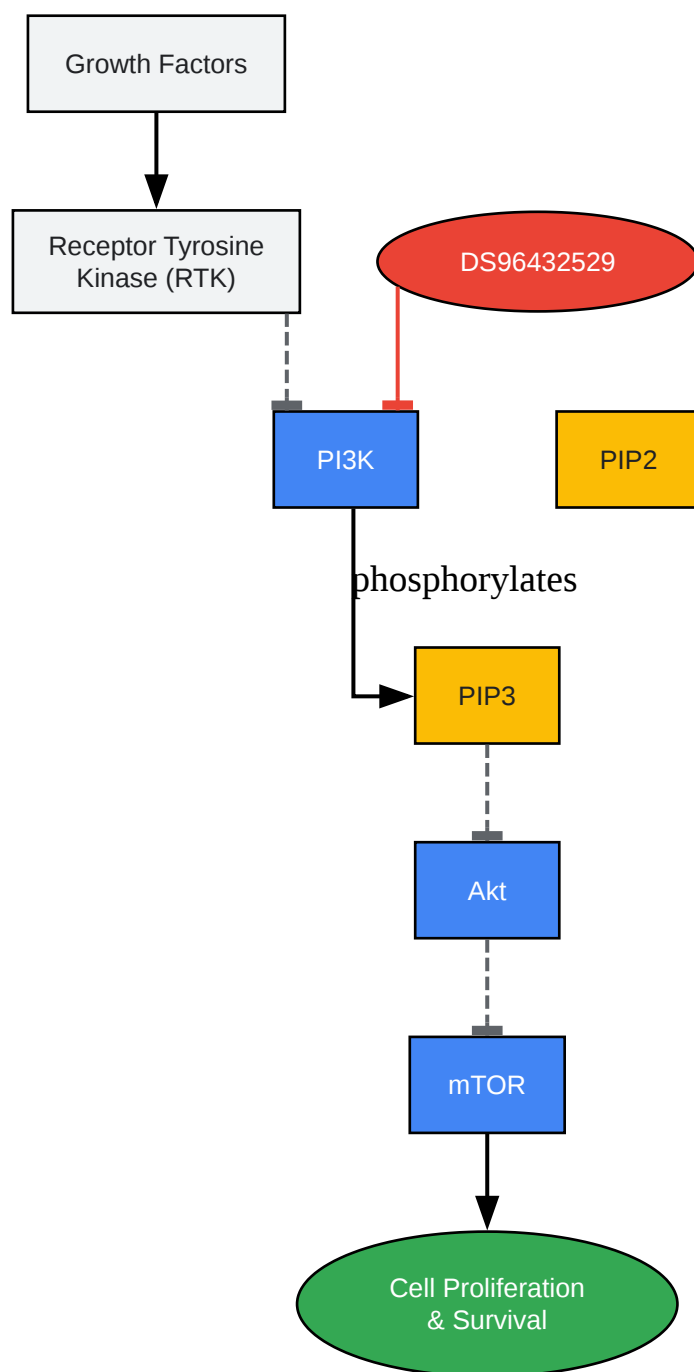 Growth Factors
Receptor Tyrosine
Kinase (RTK)
DS96432529
PI3K
PIP2
phosphorylates
PIP3
Akt
mTOR
Cell Proliferation
& Survival